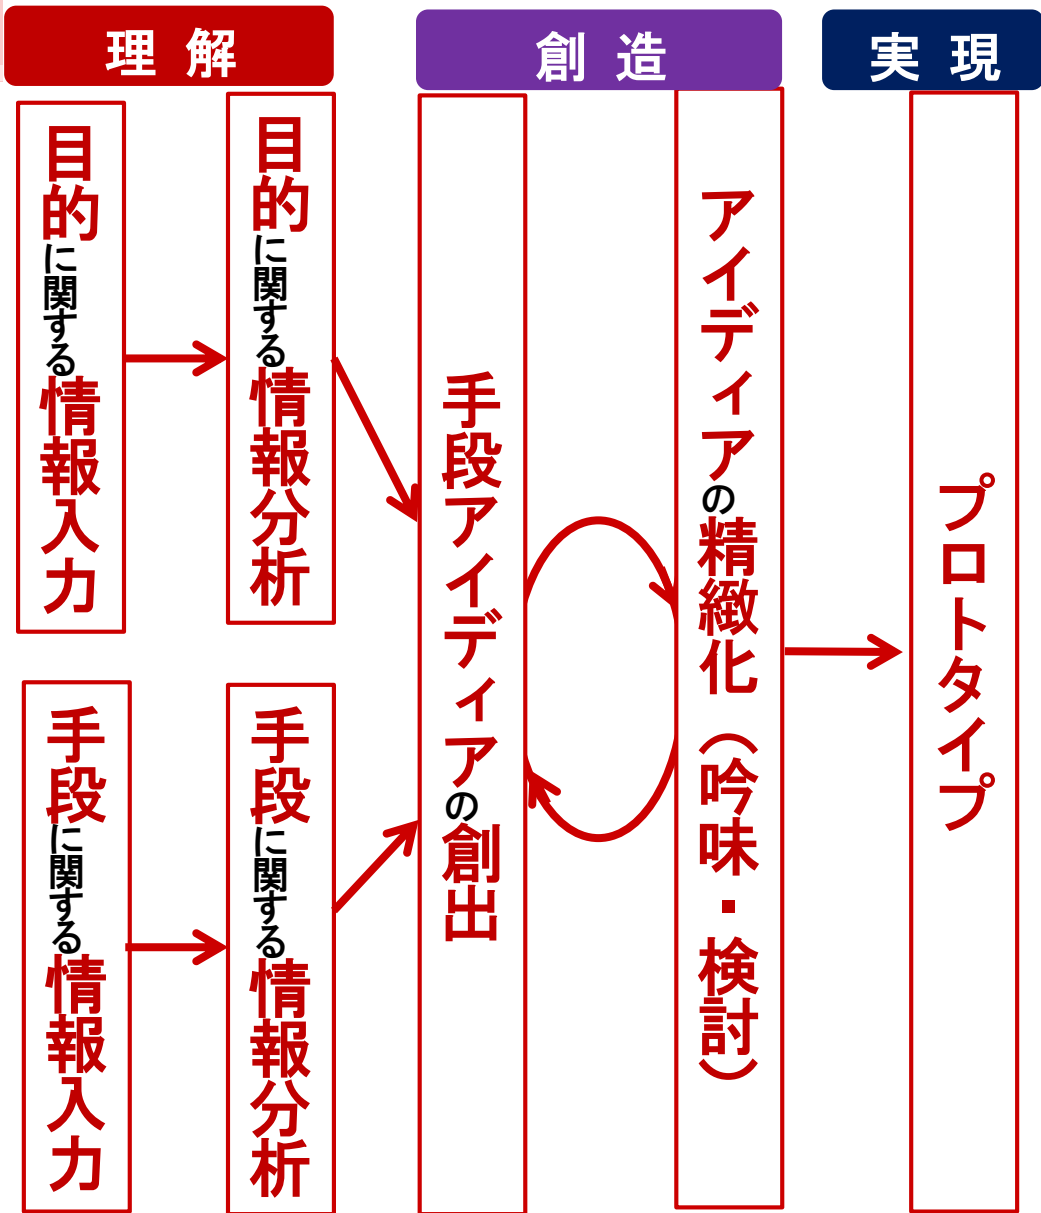 理解
創造
実現
目的に関する情報入力
目的に関する情報分析
手段に関する情報入力
手段に関する情報分析
手段アイディアの創出
アイディアの精緻化（吟味・検討）
プロトタイプ